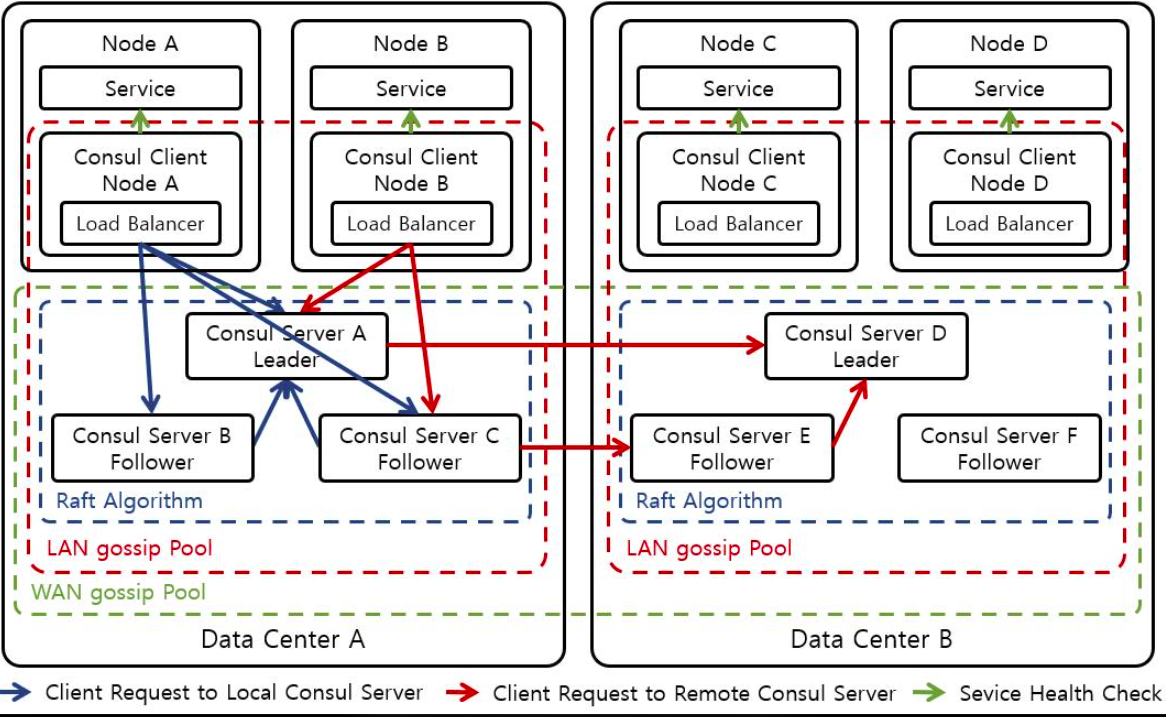 Node A
Service
Consul Client
Node A
Load Balancer
Node B
Service
Consul Client
Node B
Load Balancer
Consul Server A
Leader
Consul Server B
Follower
Consul Server C
Follower
Raft Algorithm
LAN gossip Pool
WAN gossip Pool
Data Center A
Node C
Service
Consul Client
Node C
Load Balancer
Node D
Service
Consul Client
Node D
Load Balancer
Consul Server D
Leader
Consul Server E
Follower
Consul Server F
Follower
Raft Algorithm
LAN gossip Pool
Data Center B
Client Request to Local Consul Server
Client Request to Remote Consul Server
Sevice Health Check